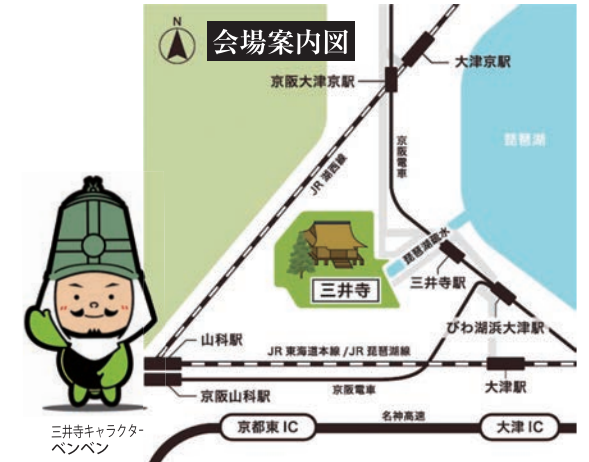 N
会場案内図
大津京駅
京阪大津京駅
京阪電車
琵琶湖
JR 湖西線
琵琶湖疏水
三井寺
三井寺駅
びわ湖浜大津駅
山科駅
JR 東海道本線 /JR 琵琶湖線
京阪山科駅
京阪電車
大津駅
名神高速
京都東 IC
大津 IC
三井寺キャラクター
ベンベン